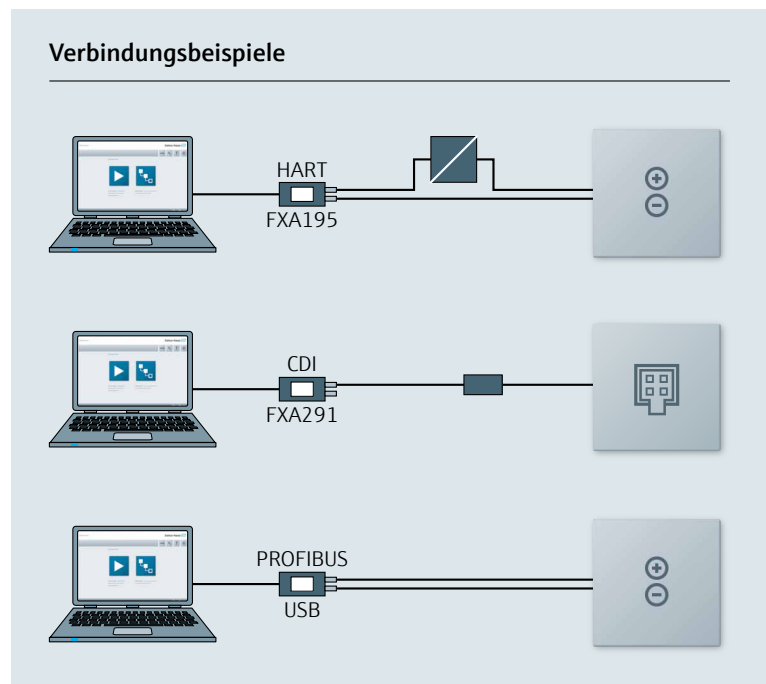 Verbindungsbeispiele
HART
FXA195
CDI
FXA291
PROFIBUS
USB